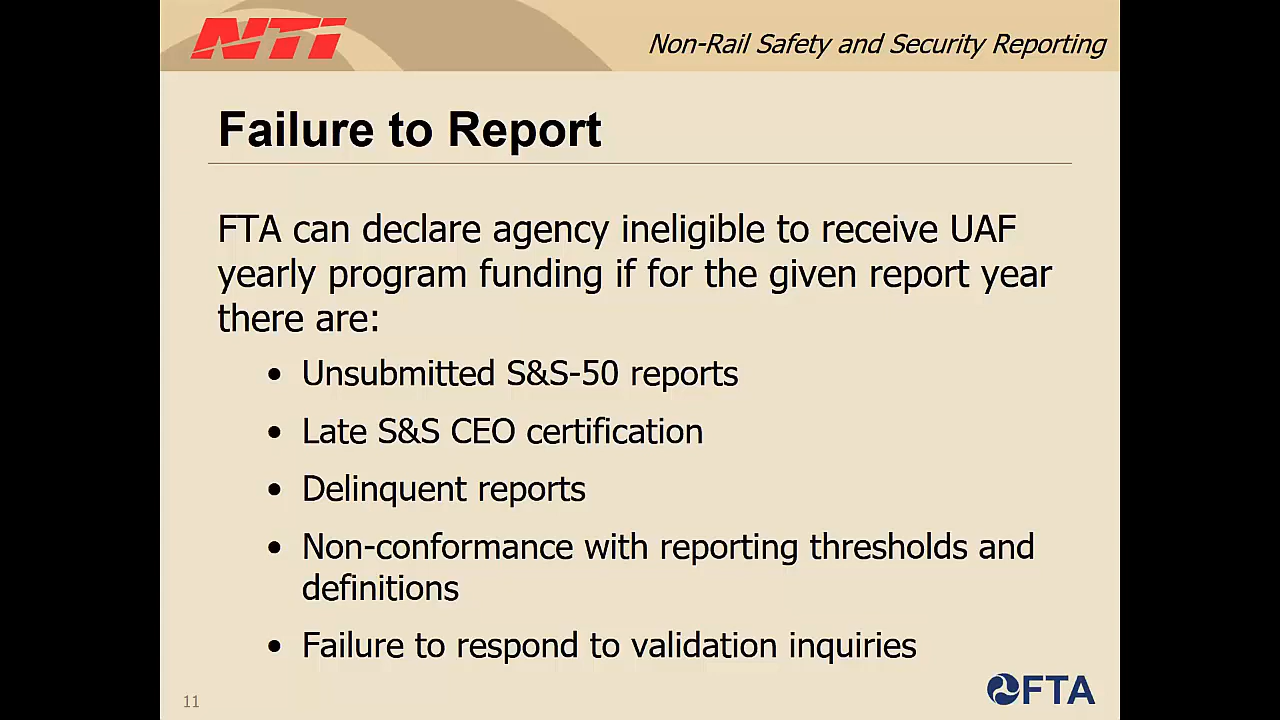 NTI
Non-Rail Safety and Security Reporting
Failure to Report
FTA can declare agency ineligible to receive UAF
yearly program funding if for the given report year
there are:
• Unsubmitted S&S-50 reports
• Late S&S CEO certification
• Delinquent reports
• Non-conformance with reporting thresholds and
definitions
• Failure to respond to validation inquiries
11
FTA